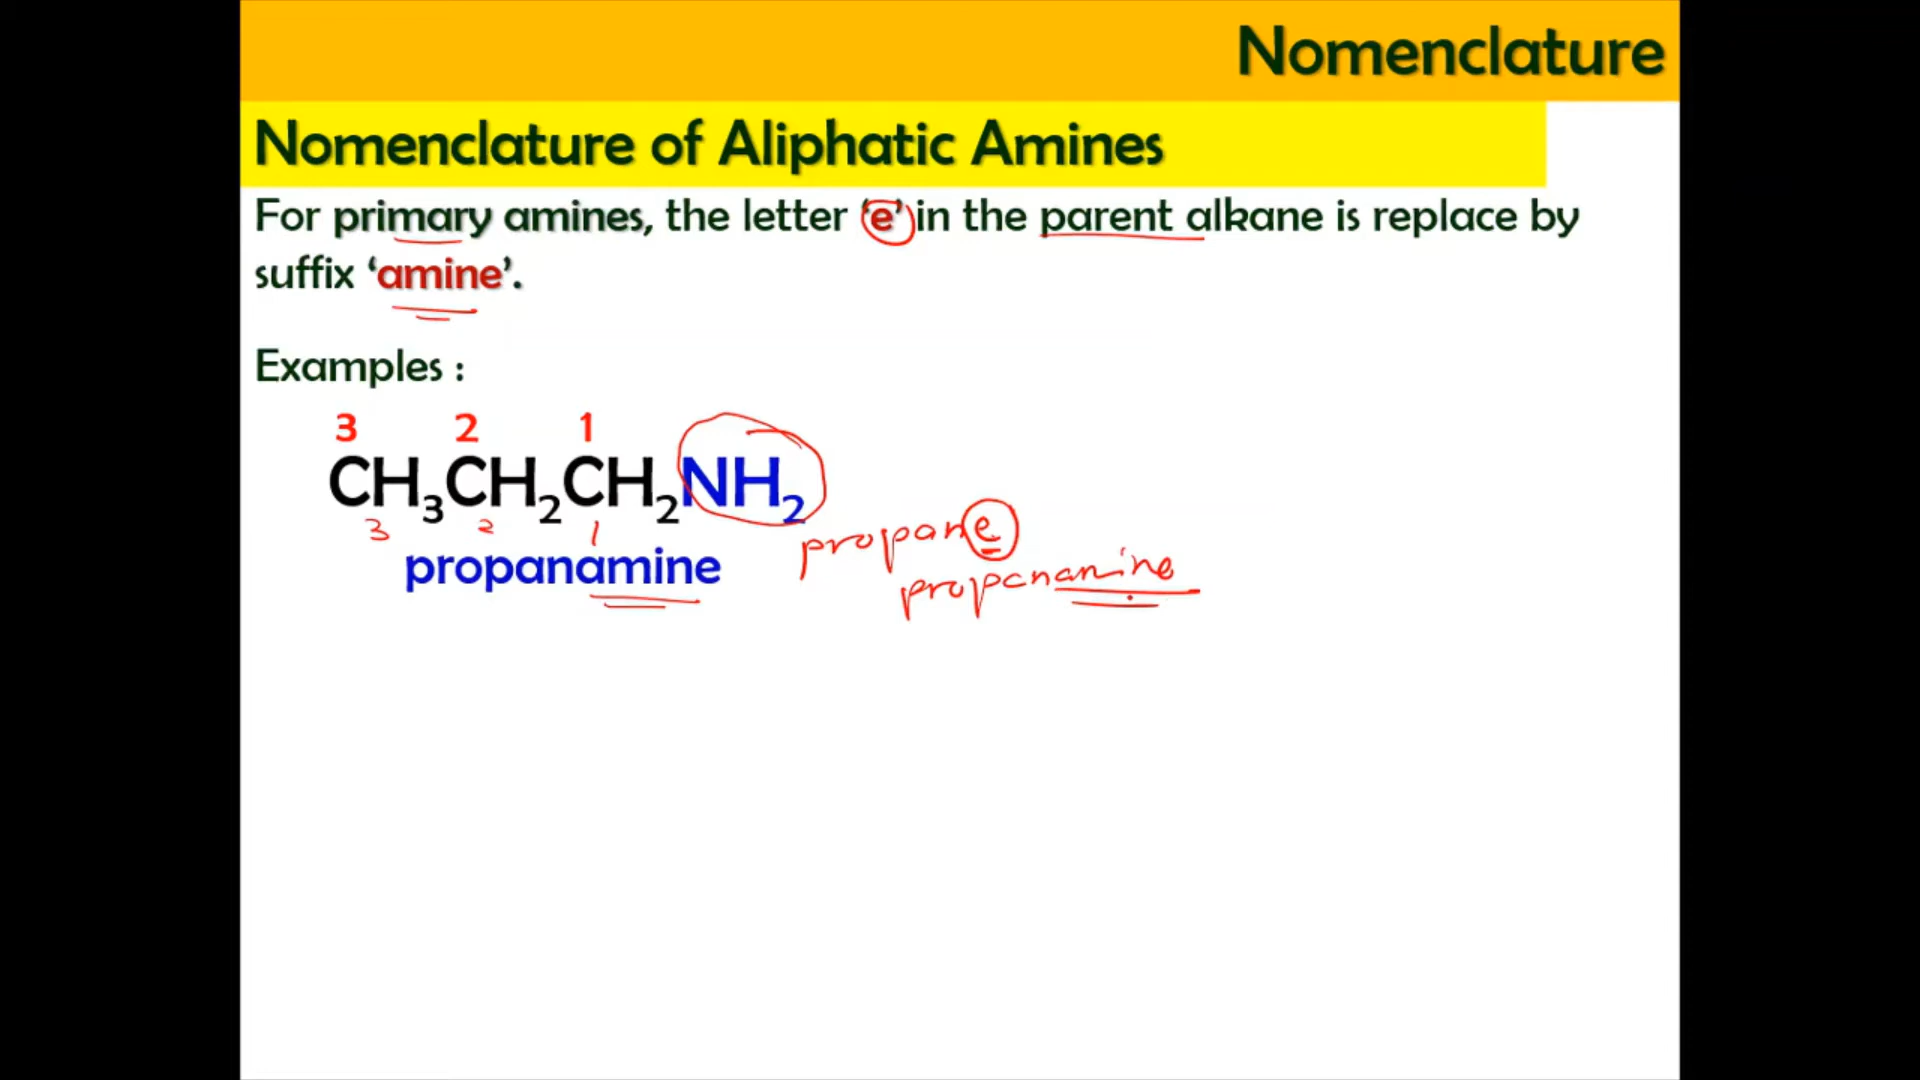 Nomenclature
Nomenclature of Aliphatic Amines
For primary amines, the letter ‘e’ in the parent alkane is replace by
suffix ‘amine’.
Examples :
3 2 1
CH₃CH₂CH₂NH₂
3 2 1
propane
propanamine
propanamine